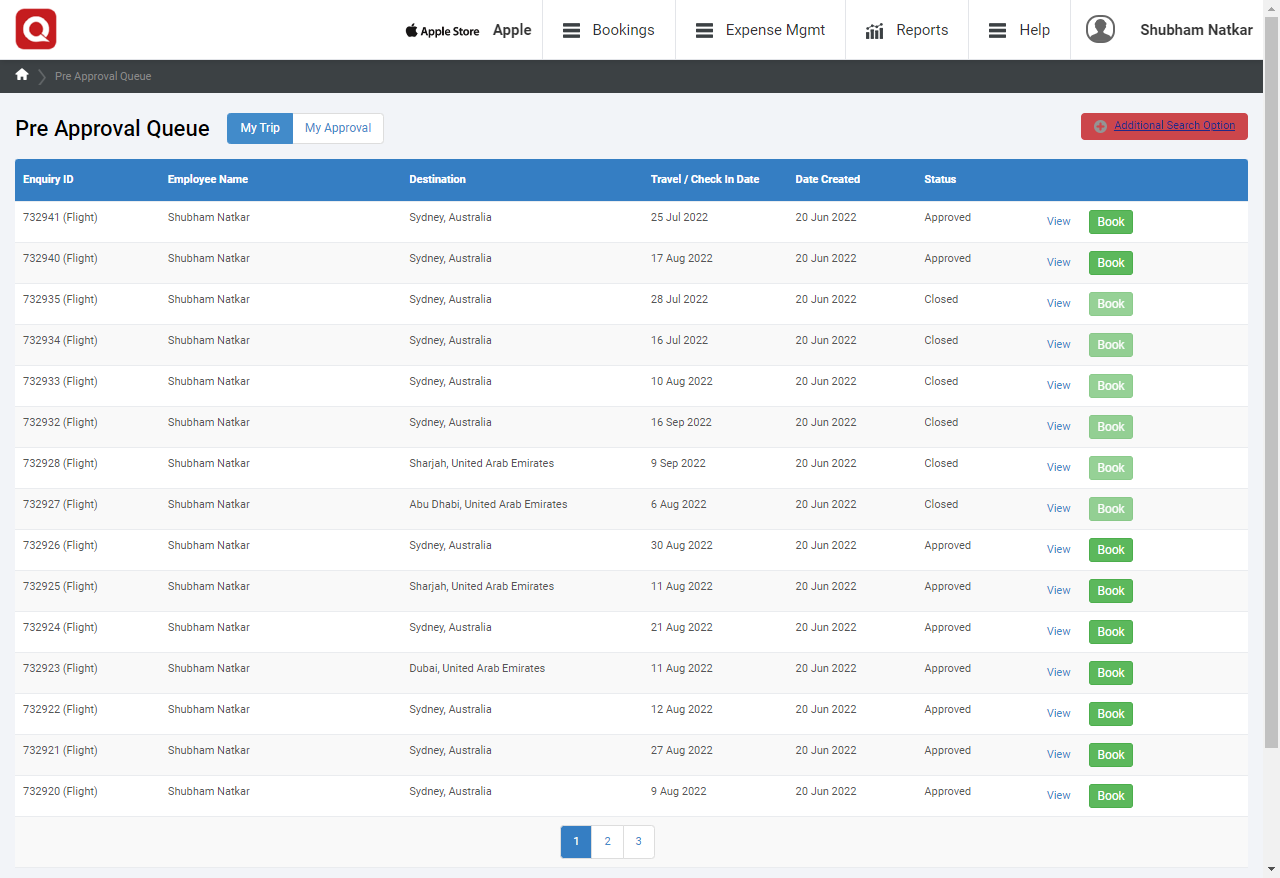 Apple Store Apple Bookings Expense Mgmt Reports Help Shubham Natkar
Pre Approval Queue
Pre Approval Queue My Trip My Approval Additional Search Option
Enquiry ID Employee Name Destination Travel / Check In Date Date Created Status
732941 (Flight) Shubham Natkar Sydney, Australia 25 Jul 2022 20 Jun 2022 Approved View Book
732940 (Flight) Shubham Natkar Sydney, Australia 17 Aug 2022 20 Jun 2022 Approved View Book
732935 (Flight) Shubham Natkar Sydney, Australia 28 Jul 2022 20 Jun 2022 Closed View Book
732934 (Flight) Shubham Natkar Sydney, Australia 16 Jul 2022 20 Jun 2022 Closed View Book
732933 (Flight) Shubham Natkar Sydney, Australia 10 Aug 2022 20 Jun 2022 Closed View Book
732932 (Flight) Shubham Natkar Sydney, Australia 16 Sep 2022 20 Jun 2022 Closed View Book
732928 (Flight) Shubham Natkar Sharjah, United Arab Emirates 9 Sep 2022 20 Jun 2022 Closed View Book
732927 (Flight) Shubham Natkar Abu Dhabi, United Arab Emirates 6 Aug 2022 20 Jun 2022 Closed View Book
732926 (Flight) Shubham Natkar Sydney, Australia 30 Aug 2022 20 Jun 2022 Approved View Book
732925 (Flight) Shubham Natkar Sharjah, United Arab Emirates 11 Aug 2022 20 Jun 2022 Approved View Book
732924 (Flight) Shubham Natkar Sydney, Australia 21 Aug 2022 20 Jun 2022 Approved View Book
732923 (Flight) Shubham Natkar Dubai, United Arab Emirates 11 Aug 2022 20 Jun 2022 Approved View Book
732922 (Flight) Shubham Natkar Sydney, Australia 12 Aug 2022 20 Jun 2022 Approved View Book
732921 (Flight) Shubham Natkar Sydney, Australia 27 Aug 2022 20 Jun 2022 Approved View Book
732920 (Flight) Shubham Natkar Sydney, Australia 9 Aug 2022 20 Jun 2022 Approved View Book
1 2 3